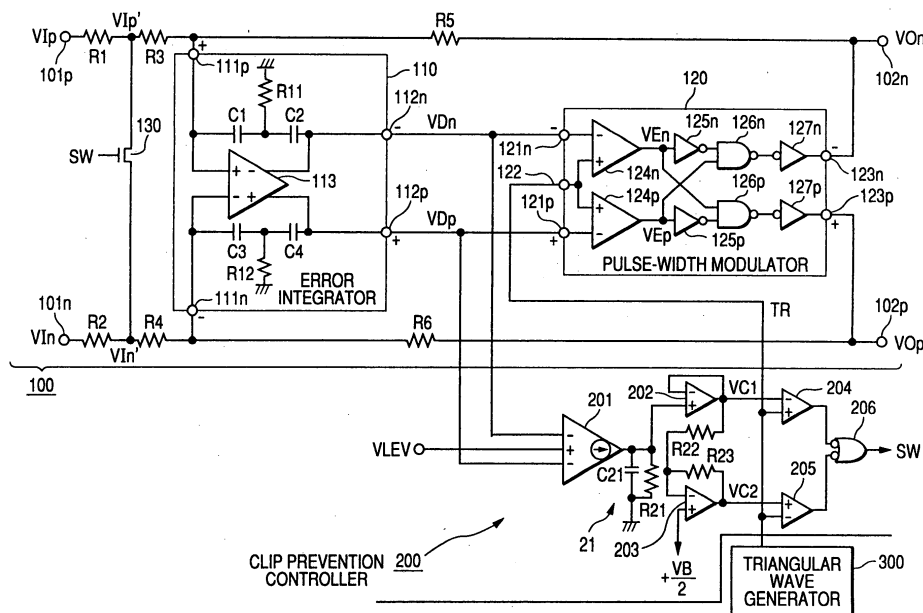 VIp
R1
VIp'
R3
R5
VOn
101p
102n
+
111p
110
R11
C1
C2
112n
-
VDn
130
SW
+
-
-
+
113
112p
+
VDp
C3
C4
R12
ERROR
INTEGRATOR
111n
-
120
-
121n
122
121p
+
-
+
124n
124p
+
-
VEn
VEp
125n
126n
127n
-
123n
125p
126p
127p
123p
+
PULSE-WIDTH MODULATOR
101n
VIn
R2
VIn'
R4
R6
TR
102p
VOp
100
201
VLEV
-
+
-
C21
R21
21
202
-
+
VC1
R22
R23
203
-
+
VC2
+VB/2
204
-
+
205
+
-
206
SW
CLIP PREVENTION
CONTROLLER 200
TRIANGULAR
WAVE
GENERATOR
300